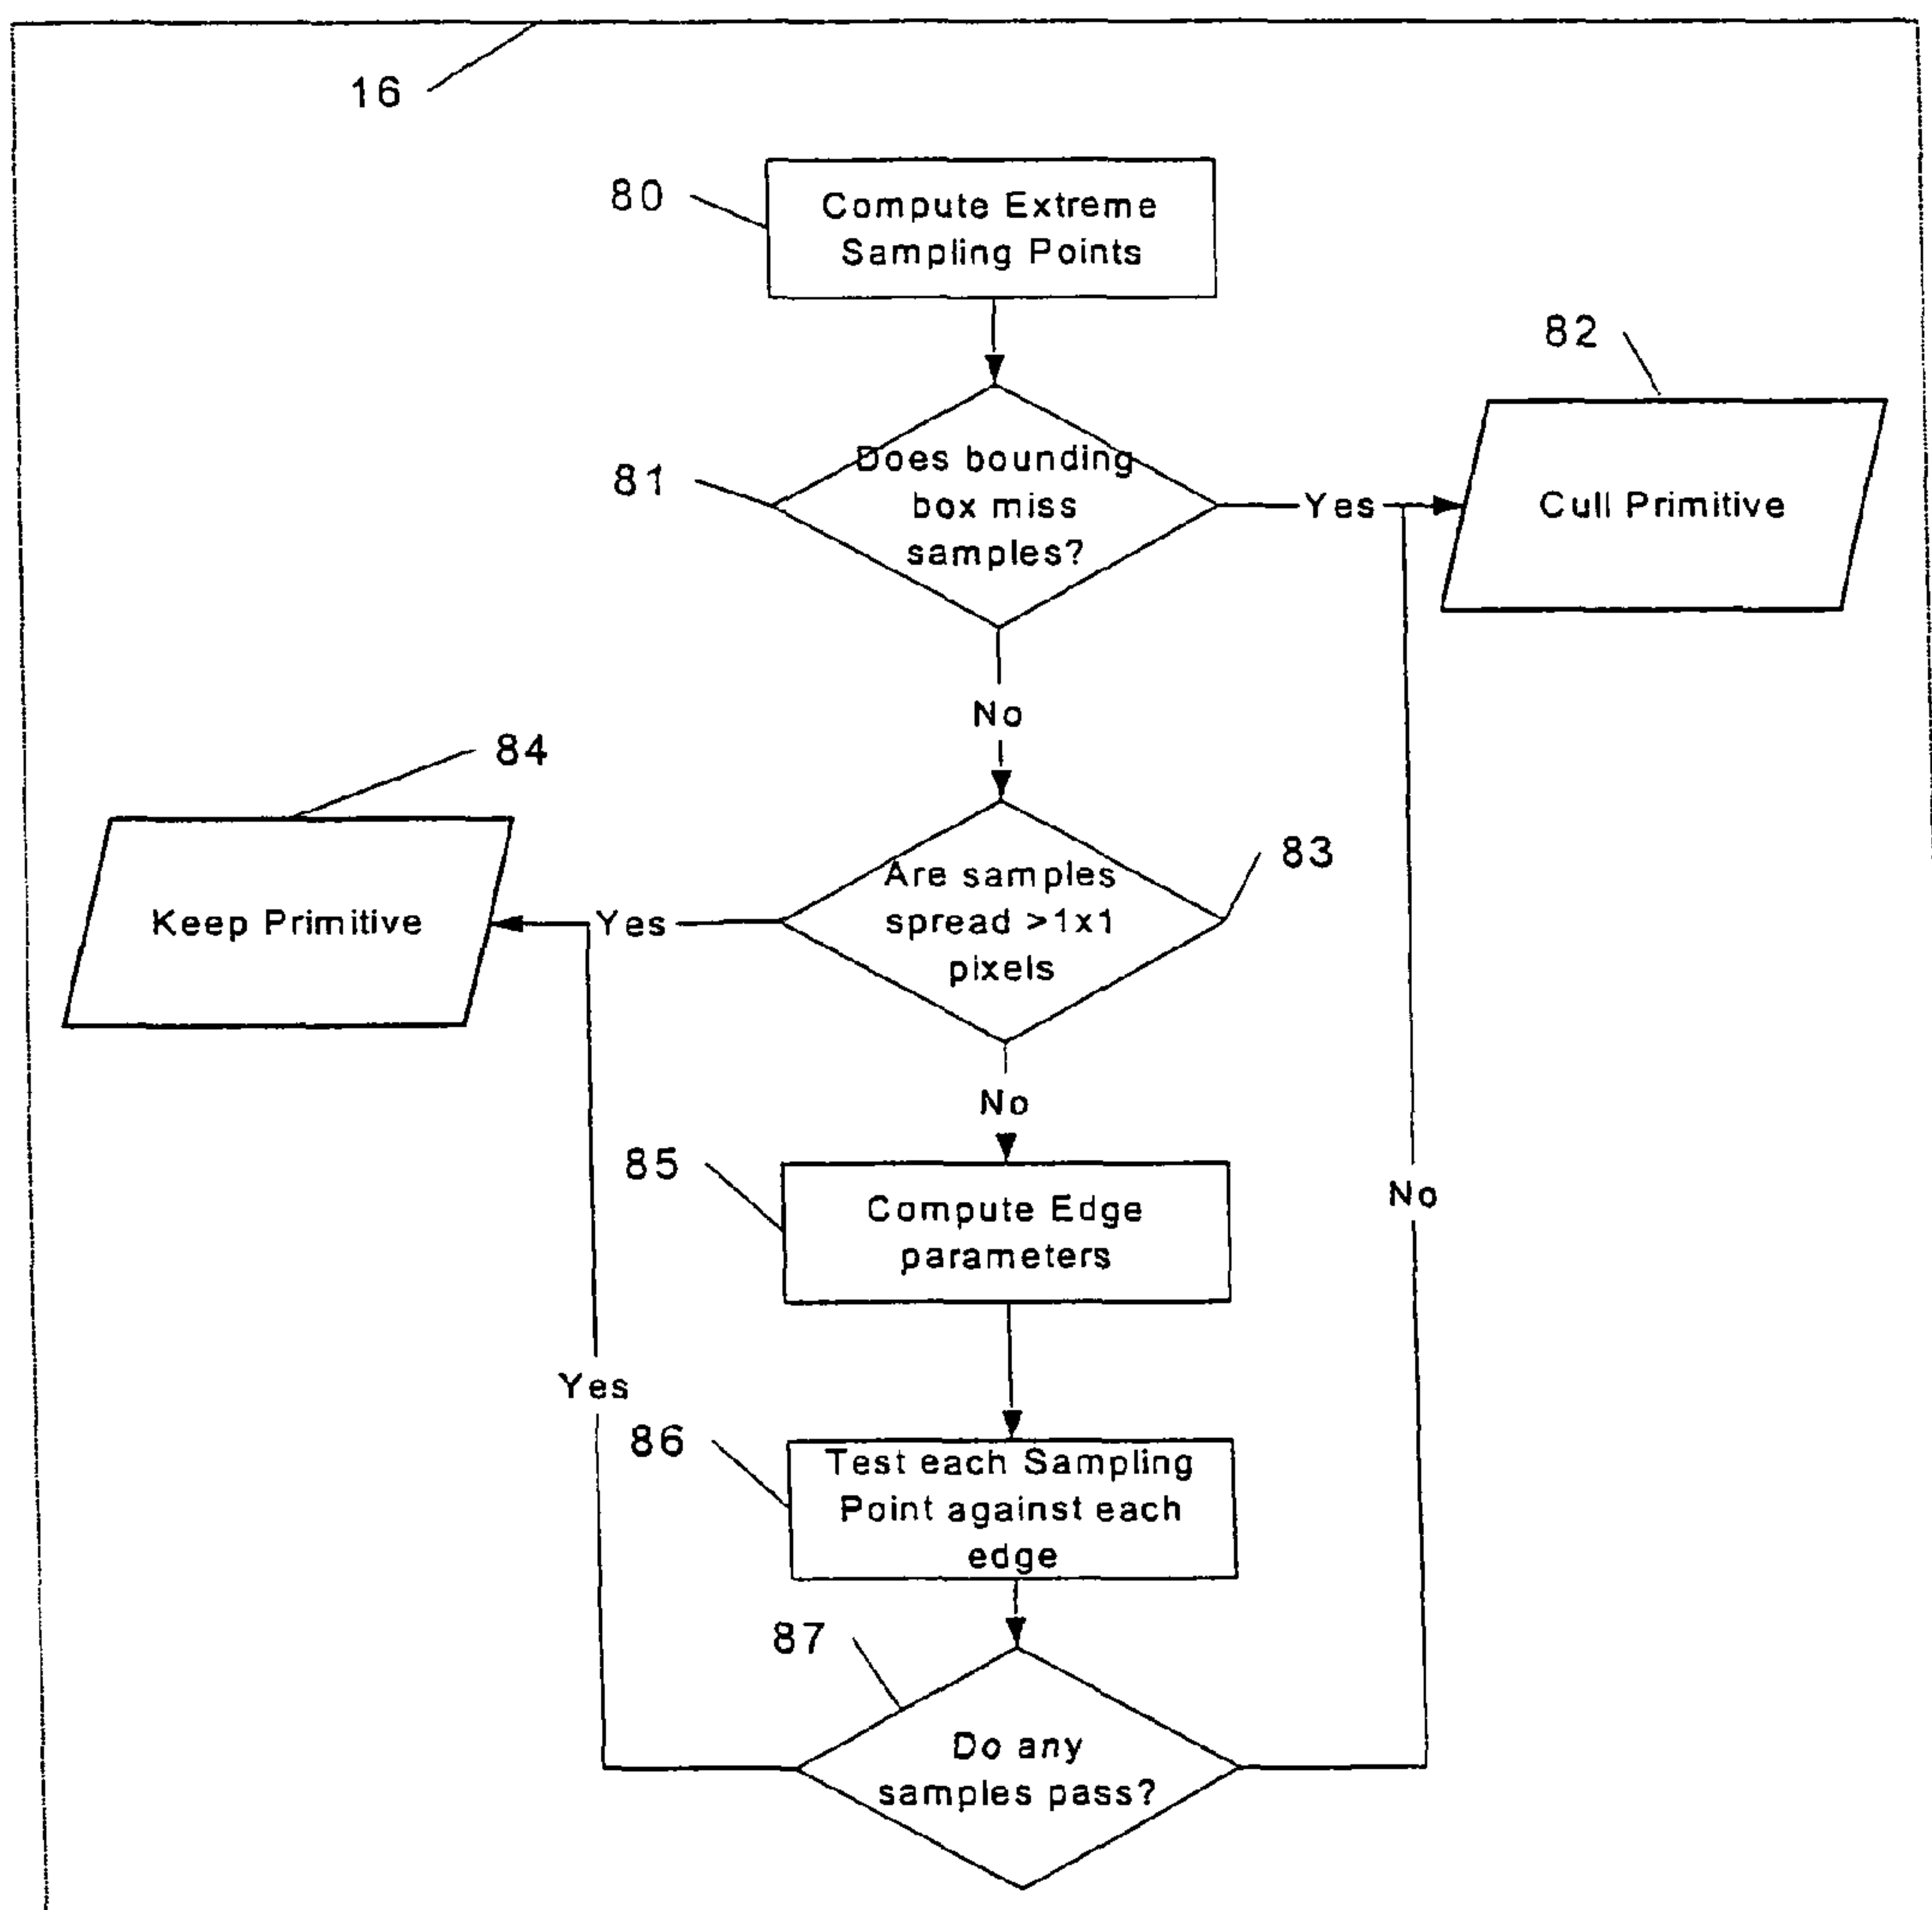 16
80
Compute Extreme
Sampling Points
82
81
Does bounding
box miss
samples?
Yes
Cull Primitive
No
84
83
Are samples
spread >1x1
pixels
Yes
Keep Primitive
No
85
Compute Edge
parameters
No
Yes
86
Test each Sampling
Point against each
edge
87
Do any
samples pass?